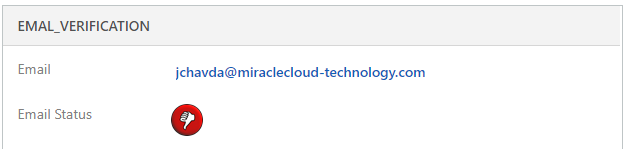 EMAL_VERIFICATION
Email jchavda@miraclecloud-technology.com
Email Status